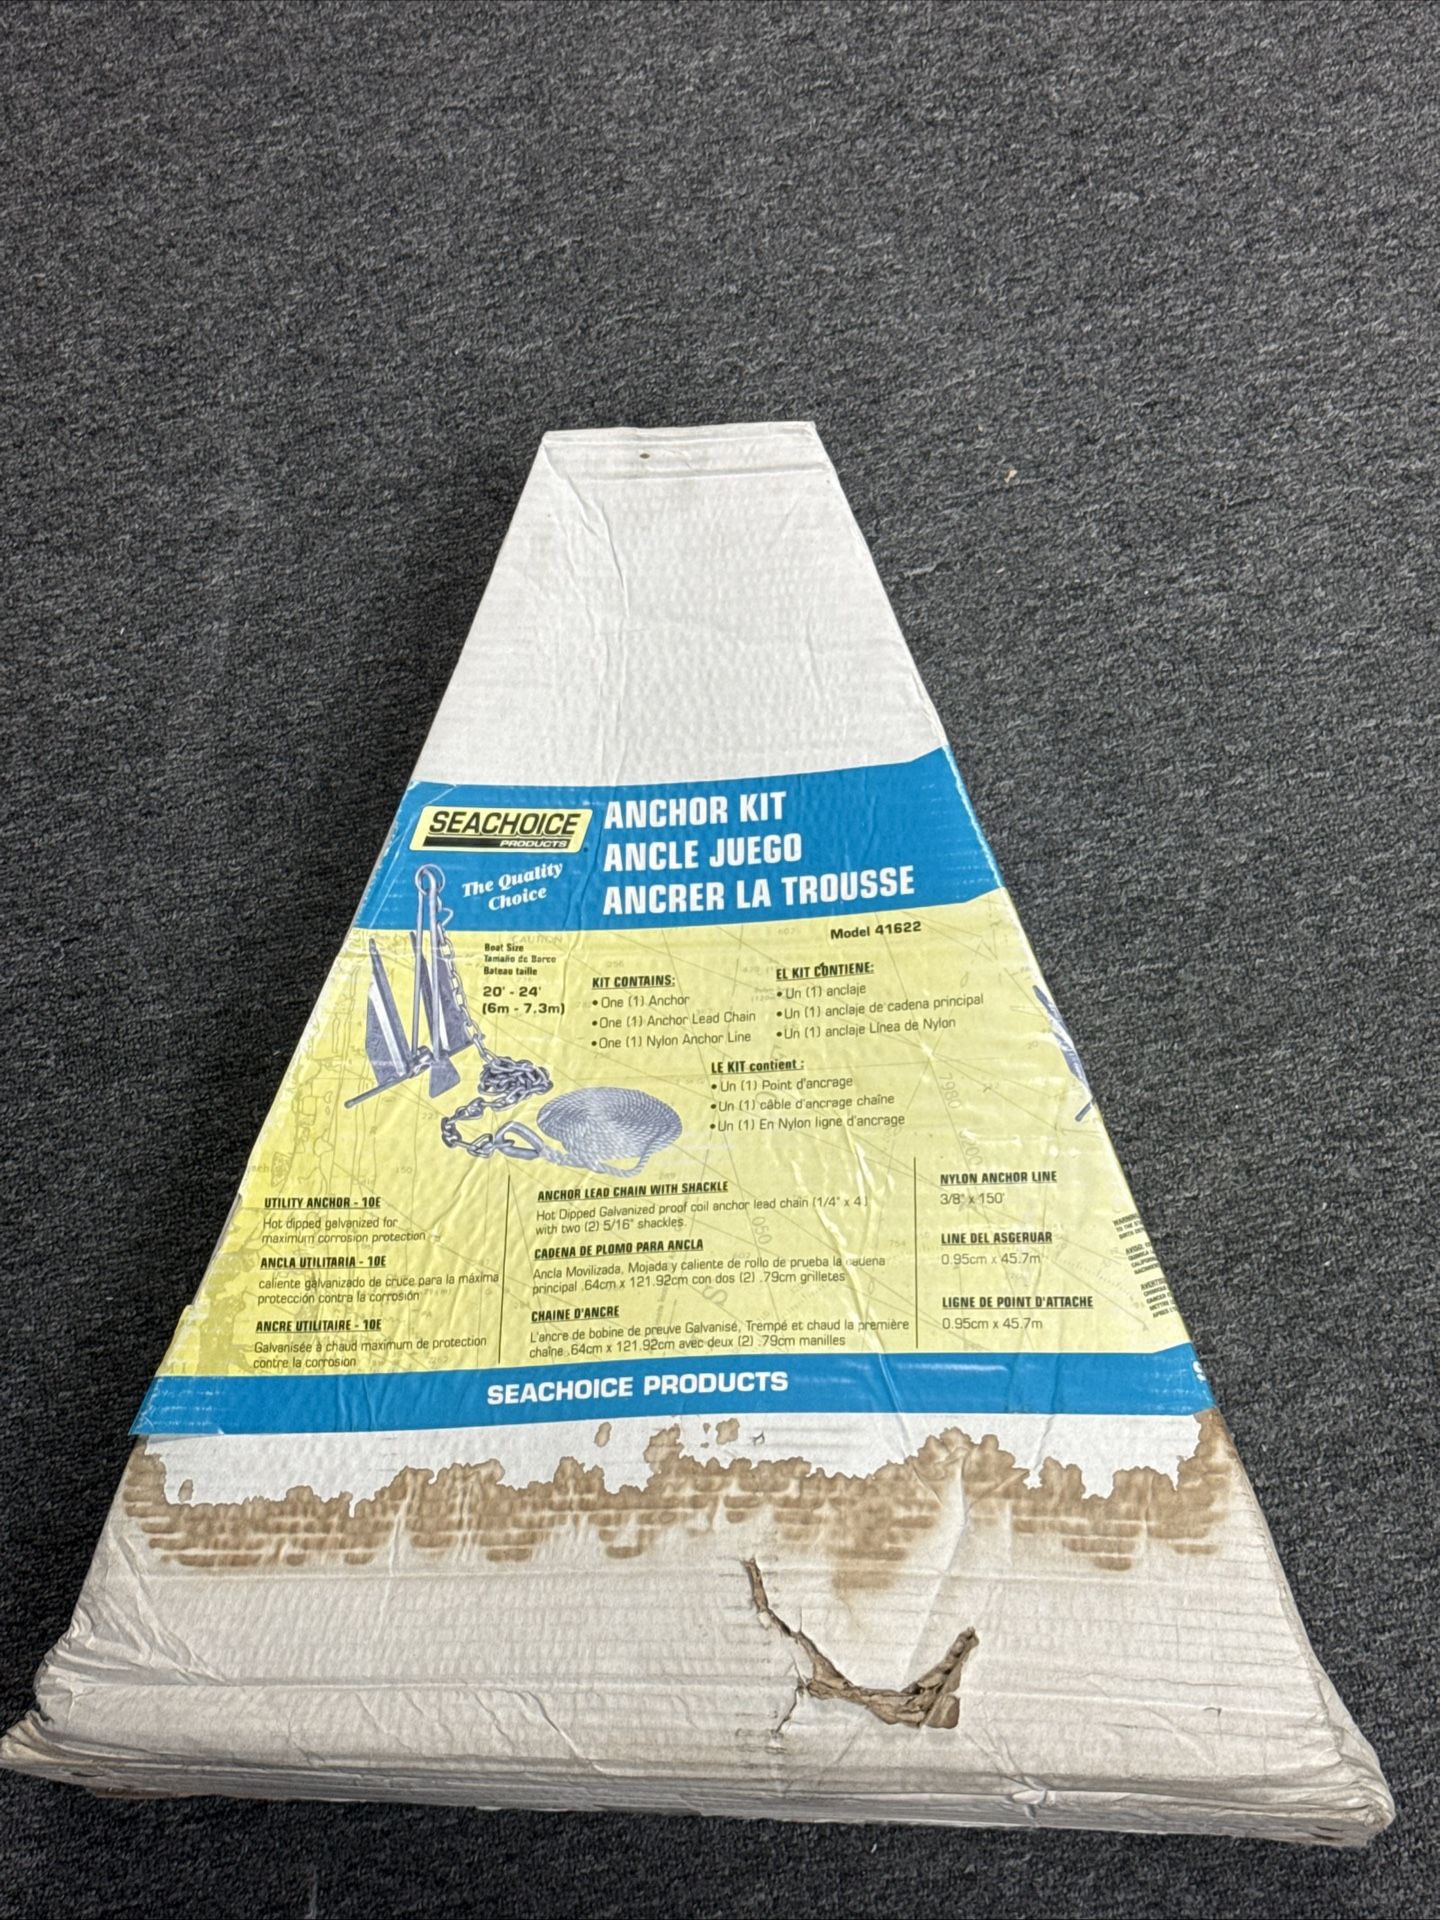 SEACHOICE
PRODUCTS
The Quality
Choice
ANCHOR KIT
ANCLE JUEGO
ANCRER LA TROUSSE
Model 41622
Boat Size
Tamaño de Barco
Bateau taille
20' - 24'
(6m - 7.3m)
KIT CONTAINS:
• One (1) Anchor
• One (1) Anchor Lead Chain
• One (1) Nylon Anchor Line
EL KIT CONTIENE:
• Un (1) anclaje
• Un (1) anclaje de cadena principal
• Un (1) anclaje Línea de Nylon
LE KIT contient :
• Un (1) Point d'ancrage
• Un (1) câble d'ancrage chaîne
• Un (1) En Nylon ligne d'ancrage
UTILITY ANCHOR - 10E
Hot dipped galvanized for
maximum corrosion protection
ANCLA UTILITARIA - 10E
caliente galvanizado de cruce para la máxima
protección contra la corrosión
ANCRE UTILITAIRE - 10E
Galvanisée à chaud maximum de protection
contre la corrosion
ANCHOR LEAD CHAIN WITH SHACKLE
Hot Dipped Galvanized proof coil anchor lead chain (1/4" x 4')
with two (2) 5/16" shackles.
CADENA DE PLOMO PARA ANCLA
Ancla Movilizada, Mojada y caliente de rollo de prueba la cadena
principal .64cm x 121.92cm con dos (2) .79cm grilletes
CHAINE D'ANCRE
L'ancre de bobine de preuve Galvanisé, Trempé et chaud la première
chaîne .64cm x 121.92cm avec deux (2) .79cm manilles
NYLON ANCHOR LINE
3/8" x 150'
LINE DEL ASGERUAR
0.95cm x 45.7m
LIGNE DE POINT D'ATTACHE
0.95cm x 45.7m
SEACHOICE PRODUCTS